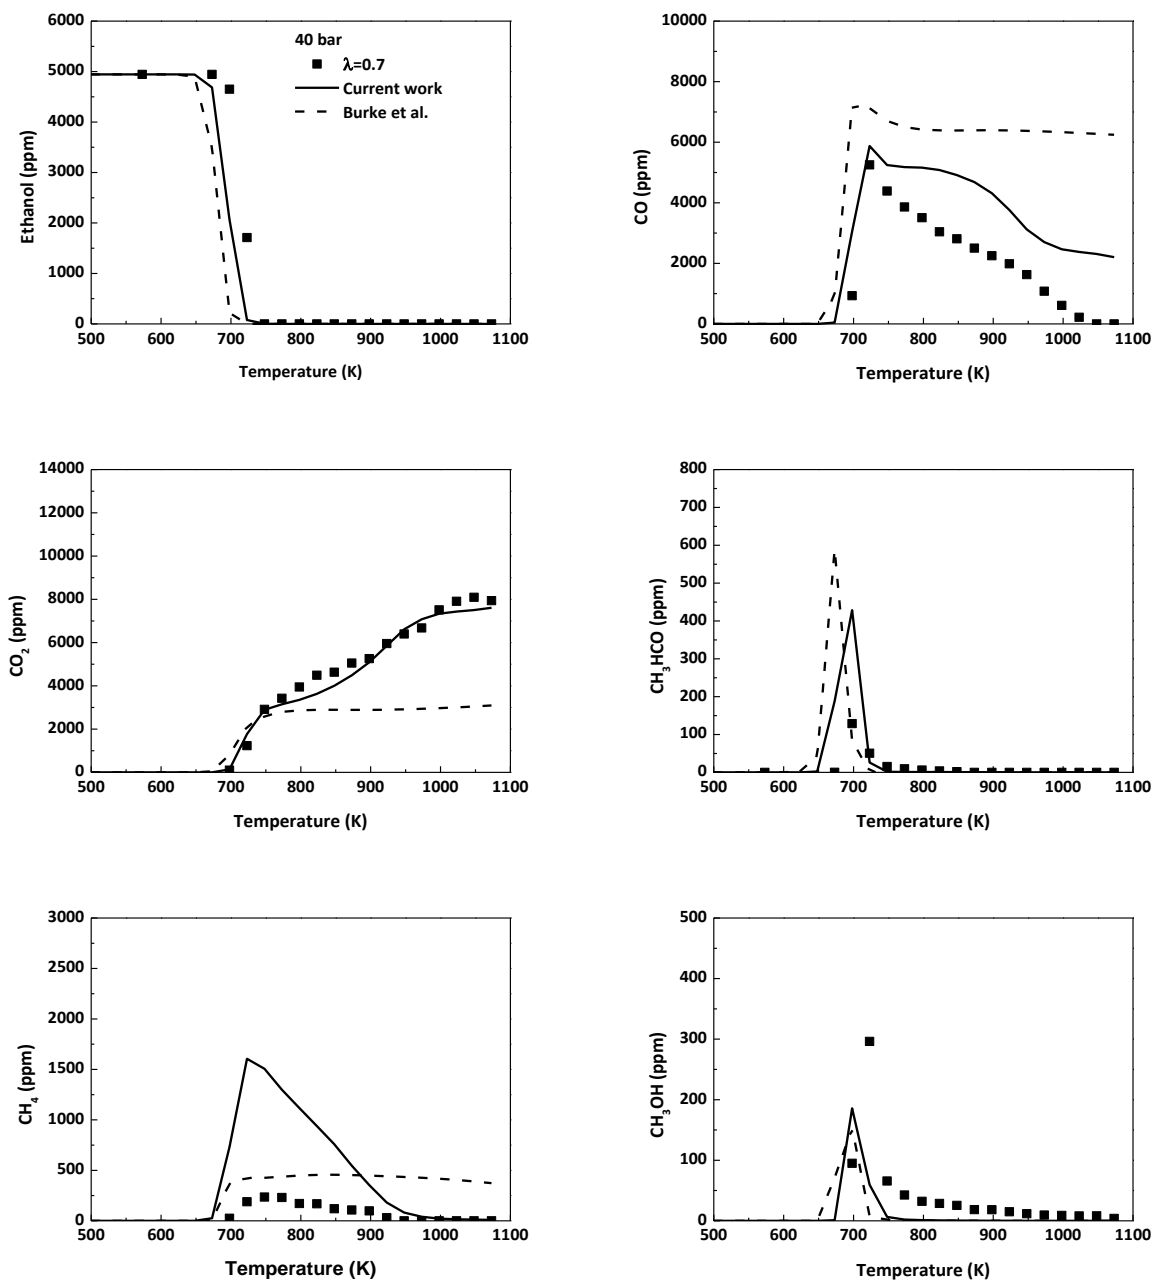 6000
5000
4000
3000
2000
1000
0
Ethanol (ppm)
40 bar
λ=0.7
Current work
Burke et al.
500 600 700 800 900 1000 1100
Temperature (K)
10000
8000
6000
4000
2000
0
CO (ppm)
500 600 700 800 900 1000 1100
Temperature (K)
14000
12000
10000
8000
6000
4000
2000
0
CO₂ (ppm)
500 600 700 800 900 1000 1100
Temperature (K)
800
700
600
500
400
300
200
100
0
CH₃HCO (ppm)
500 600 700 800 900 1000 1100
Temperature (K)
3000
2500
2000
1500
1000
500
0
CH₄ (ppm)
500 600 700 800 900 1000 1100
Temperature (K)
500
400
300
200
100
0
CH₃OH (ppm)
500 600 700 800 900 1000 1100
Temperature (K)